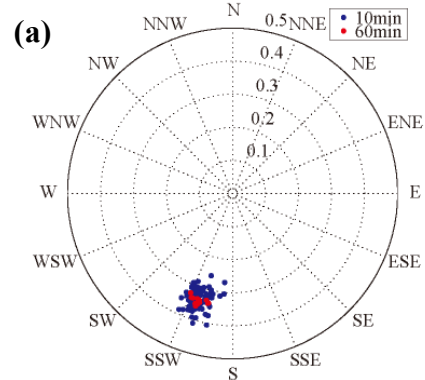 (a)
N
NNW
NNE
NW
NE
WNW
ENE
W
E
WSW
ESE
SW
SE
SSW
SSE
S
0.5
0.4
0.3
0.2
0.1
10min
60min